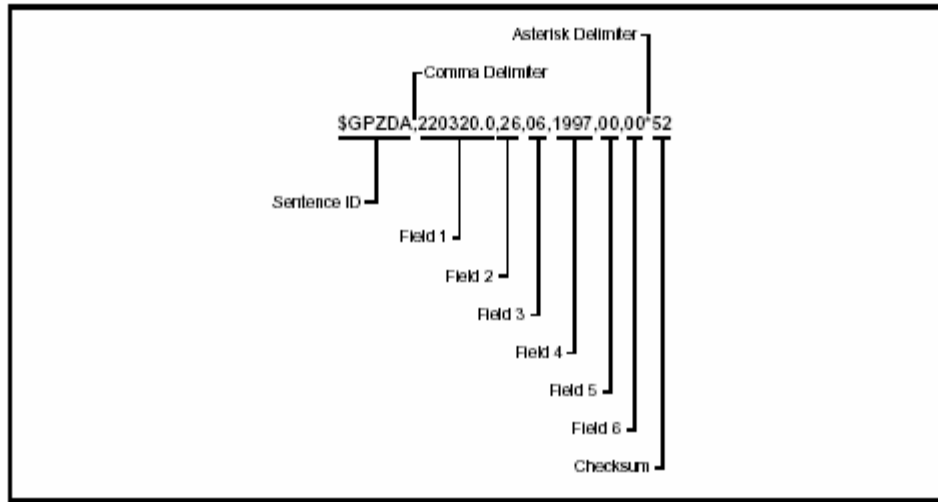 Asterisk Delimiter
Comma Delimiter
$GPZDA,220320.0,26,06,1997,00,00*52
Sentence ID
Field 1
Field 2
Field 3
Field 4
Field 5
Field 6
Checksum